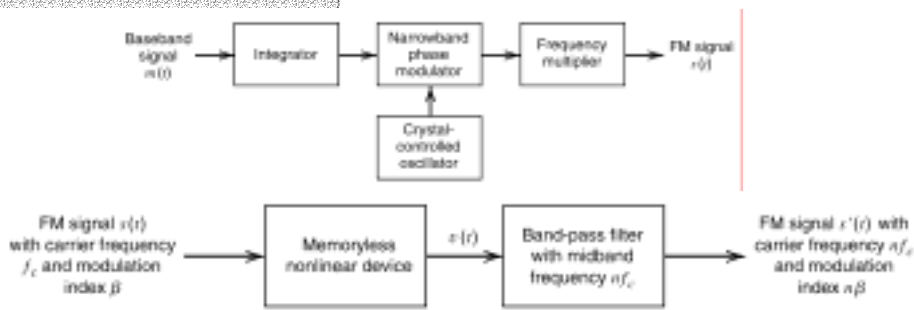 Baseband
signal
m(t)
Integrator
Narrowband
phase
modulator
Frequency
multiplier
FM signal
s(t)
Crystal-
controlled
oscillator
FM signal s(t)
with carrier frequency
f_c and modulation
index β
Memoryless
nonlinear device
v(t)
Band-pass filter
with midband
frequency nf_c
FM signal s'(t) with
carrier frequency nf_c
and modulation
index nβ